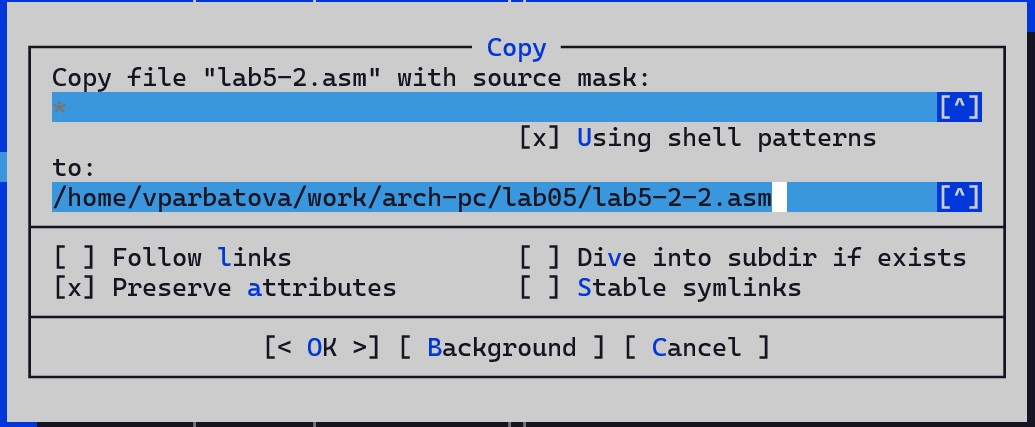 Copy
Copy file "lab5-2.asm" with source mask:
* [^]
[x] Using shell patterns
to:
/home/vparbatova/work/arch-pc/lab05/lab5-2-2.asm [^]
[ ] Follow links [ ] Dive into subdir if exists
[x] Preserve attributes [ ] Stable symlinks
[< OK >] [ Background ] [ Cancel ]